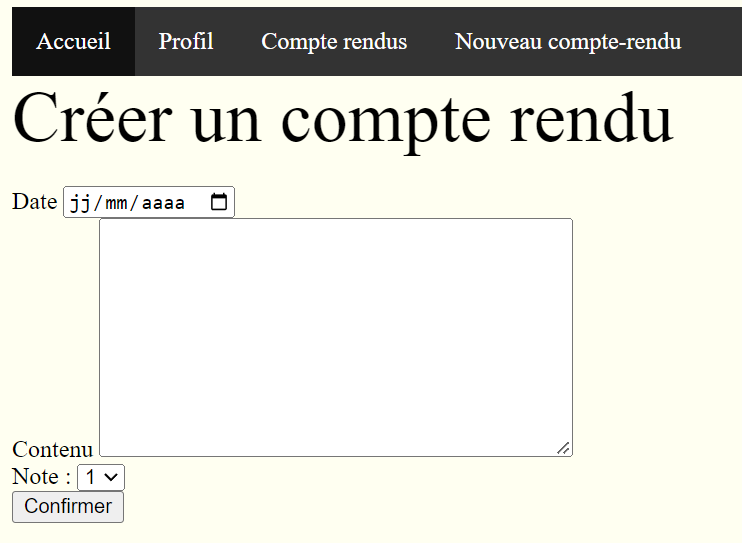 Accueil Profil Compte rendus Nouveau compte-rendu
Créer un compte rendu
Date jj/mm/aaaa
Contenu
Note : 1
Confirmer